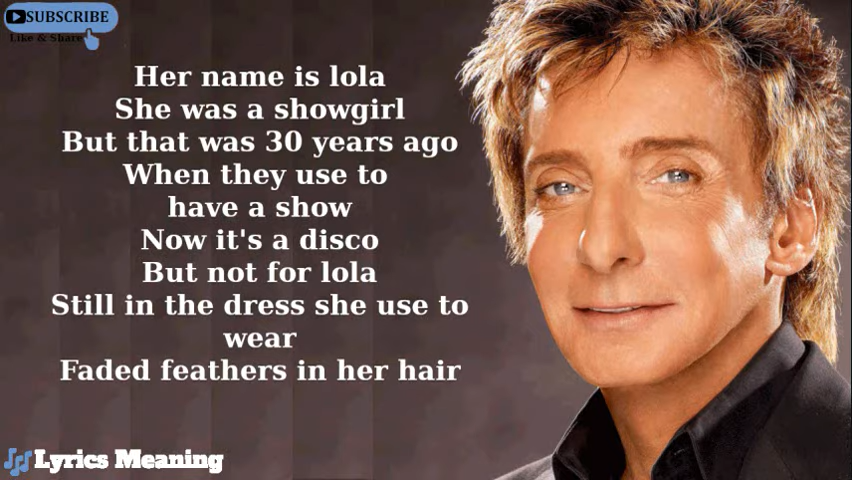 SUBSCRIBE
Like & Share
Her name is lola
She was a showgirl
But that was 30 years ago
When they use to
have a show
Now it's a disco
But not for lola
Still in the dress she use to
wear
Faded feathers in her hair
Lyrics Meaning